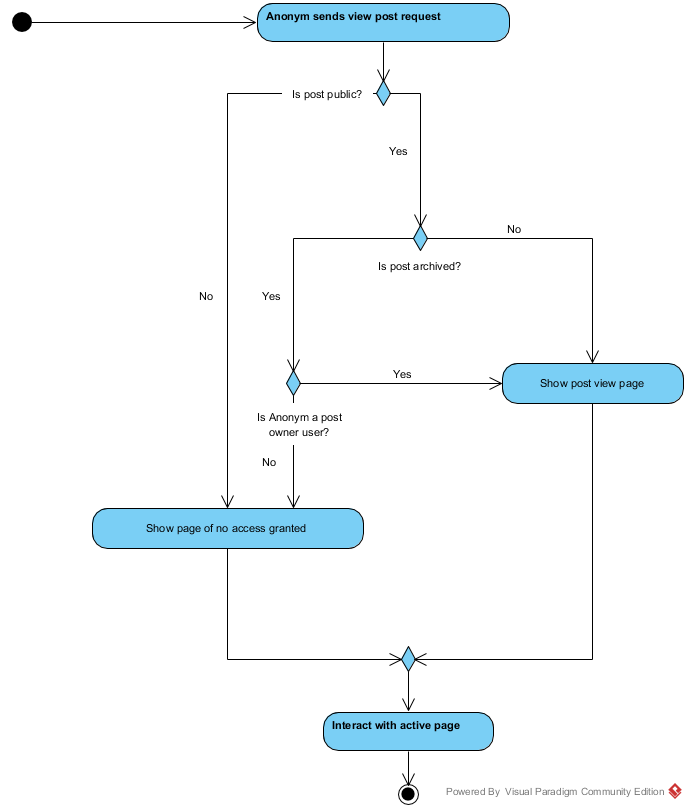 Anonym sends view post request
Is post public?
Yes
No
Is post archived?
No
Yes
Yes
Show post view page
Is Anonym a post
owner user?
No
Show page of no access granted
Interact with active page
Powered By Visual Paradigm Community Edition